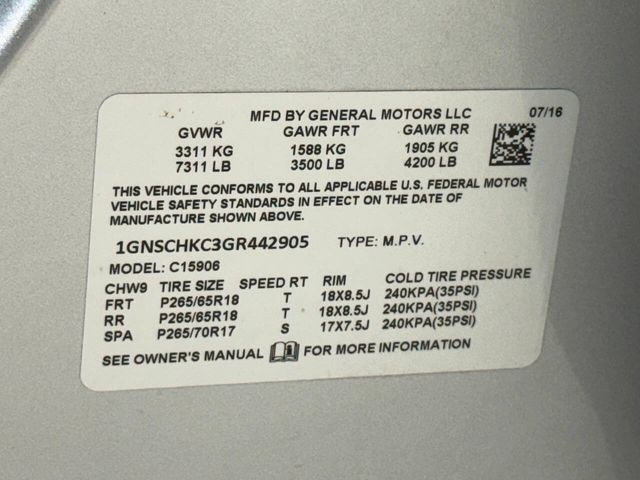 MFD BY GENERAL MOTORS LLC 07/16
GVWR GAWR FRT GAWR RR
3311 KG 1588 KG 1905 KG
7311 LB 3500 LB 4200 LB
THIS VEHICLE CONFORMS TO ALL APPLICABLE U.S. FEDERAL MOTOR
VEHICLE SAFETY STANDARDS IN EFFECT ON THE DATE OF
MANUFACTURE SHOWN ABOVE.
1GNSCHKC3GR442905 TYPE: M.P.V.
MODEL: C15906
CHW9 TIRE SIZE SPEED RT RIM COLD TIRE PRESSURE
FRT P265/65R18 T 18X8.5J 240KPA(35PSI)
RR P265/65R18 T 18X8.5J 240KPA(35PSI)
SPA P265/70R17 S 17X7.5J 240KPA(35PSI)
SEE OWNER'S MANUAL FOR MORE INFORMATION